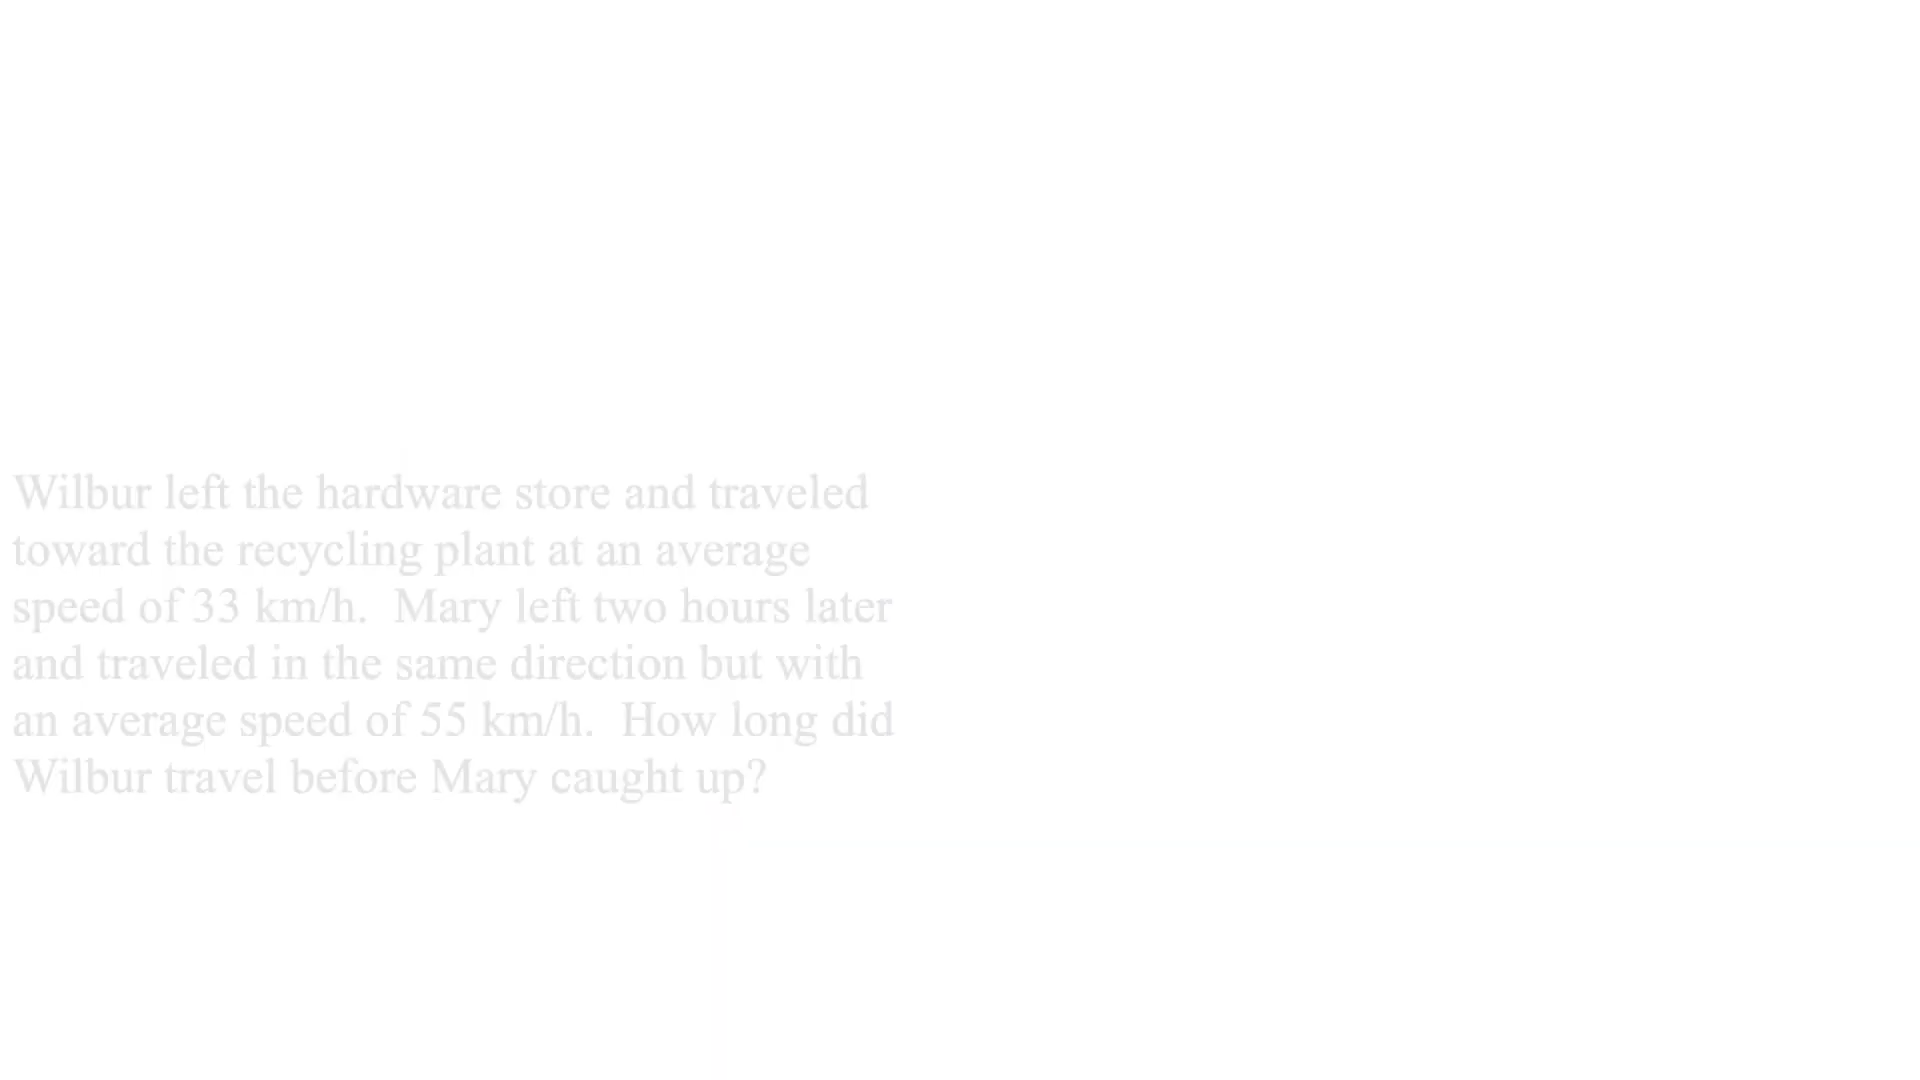 Wilbur left the hardware store and traveled
toward the recycling plant at an average
speed of 33 km/h.  Mary left two hours later
and traveled in the same direction but with
an average speed of 55 km/h.  How long did
Wilbur travel before Mary caught up?